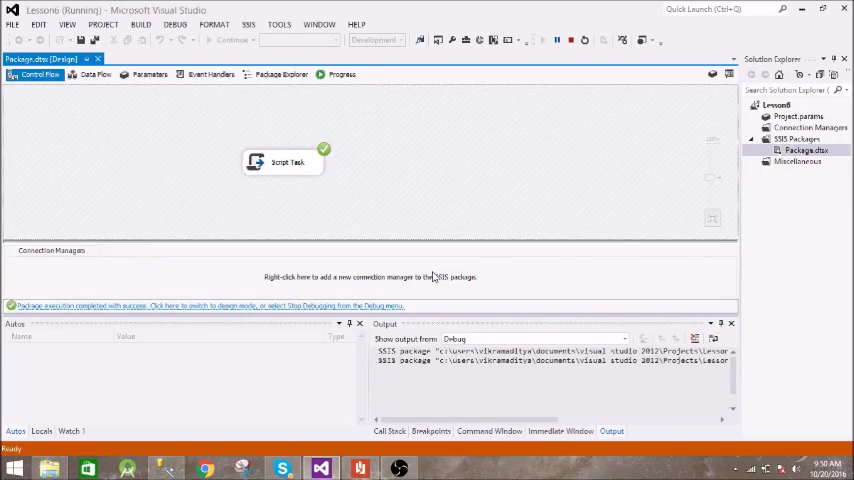 Lesson6 (Running) - Microsoft Visual Studio
Quick Launch (Ctrl+Q)
FILE EDIT VIEW PROJECT BUILD DEBUG FORMAT SSIS TOOLS WINDOW HELP
Continue
Development
Package.dtsx [Design]
Control Flow Data Flow Parameters Event Handlers Package Explorer Progress
Script Task
Connection Managers
Right-click here to add a new connection manager to the SSIS package.
Package execution completed with success. Click here to switch to design mode, or select Stop Debugging from the Debug menu.
Autos
Name Value Type
Autos Locals Watch 1
Output
Show output from: Debug
SSIS package "c:\users\vikramaditya\documents\visual studio 2012\Projects\Lesson
SSIS package "c:\users\vikramaditya\documents\visual studio 2012\Projects\Lesson
Call Stack Breakpoints Command Window Immediate Window Output
Solution Explorer
Search Solution Explorer
Lesson6
Project.params
Connection Managers
SSIS Packages
Package.dtsx
Miscellaneous
Ready
9:50 AM
10/20/2016